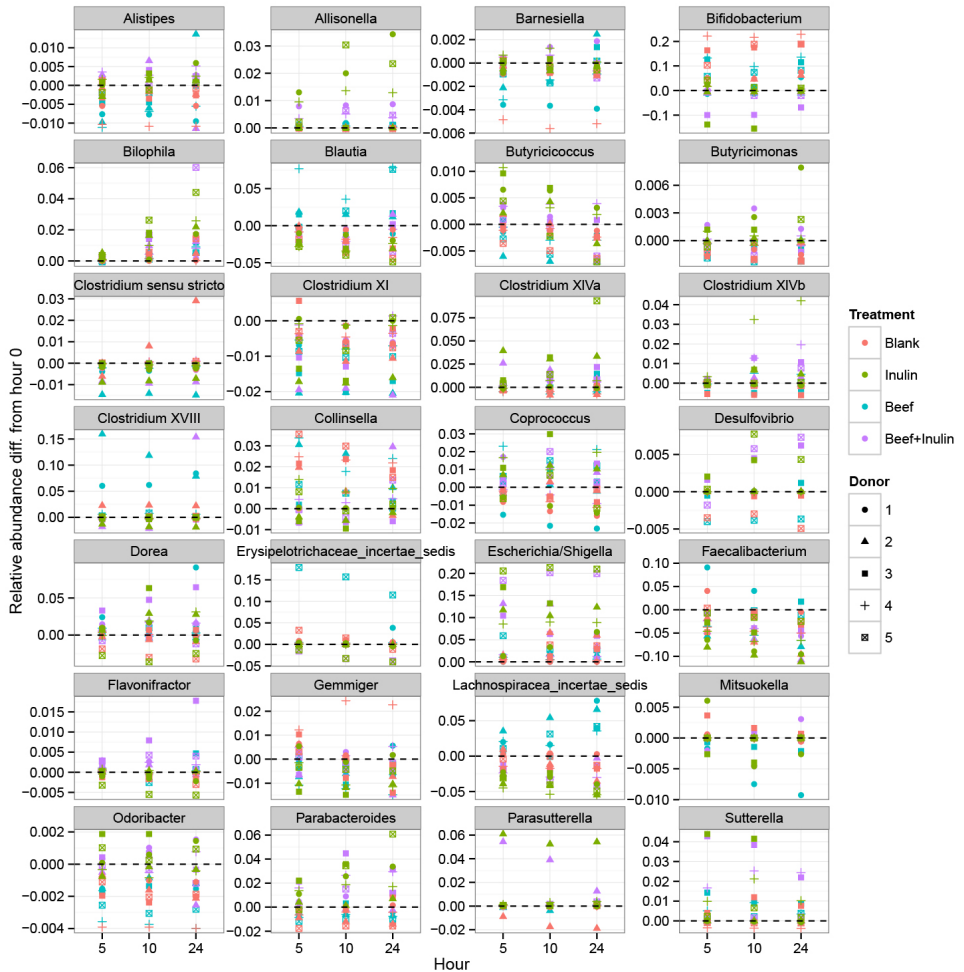 Alistipes Allisonella Barnesiella Bifidobacterium
0.010 0.005 0.000 −0.005 −0.010
0.03 0.02 0.01 0.00
0.002 0.000 −0.002 −0.004 −0.006
0.2 0.1 0.0 −0.1
Bilophila Blautia Butyricicoccus Butyricimonas
0.06 0.04 0.02 0.00
0.05 0.00 −0.05
0.010 0.005 0.000 −0.005
0.006 0.003 0.000
Clostridium sensu stricto Clostridium XI Clostridium XIVa Clostridium XIVb
0.03 0.02 0.01 0.00 −0.01
0.00 −0.01 −0.02
0.075 0.050 0.025 0.000
0.04 0.03 0.02 0.01 0.00
Clostridium XVIII Collinsella Coprococcus Desulfovibrio
0.15 0.10 0.05 0.00
0.03 0.02 0.01 0.00 −0.01
0.03 0.02 0.01 0.00 −0.01 −0.02
0.005 0.000 −0.005
Dorea Erysipelotrichaceae_incertae_sedis Escherichia/Shigella Faecalibacterium
0.05 0.00
0.15 0.10 0.05 0.00 −0.05
0.20 0.15 0.10 0.05 0.00
0.10 0.05 0.00 −0.05 −0.10
Flavonifractor Gemmiger Lachnospiracea_incertae_sedis Mitsuokella
0.015 0.010 0.005 0.000 −0.005
0.02 0.01 0.00 −0.01
0.05 0.00 −0.05
0.005 0.000 −0.005 −0.010
Odoribacter Parabacteroides Parasutterella Sutterella
0.002 0.000 −0.002 −0.004
0.06 0.04 0.02 0.00 −0.02
0.06 0.04 0.02 0.00 −0.02
0.04 0.03 0.02 0.01 0.00
5 10 24 5 10 24 5 10 24 5 10 24
Hour
Relative abundance diff. from hour 0
Treatment
Blank
Inulin
Beef
Beef+Inulin
Donor
1
2
3
4
5